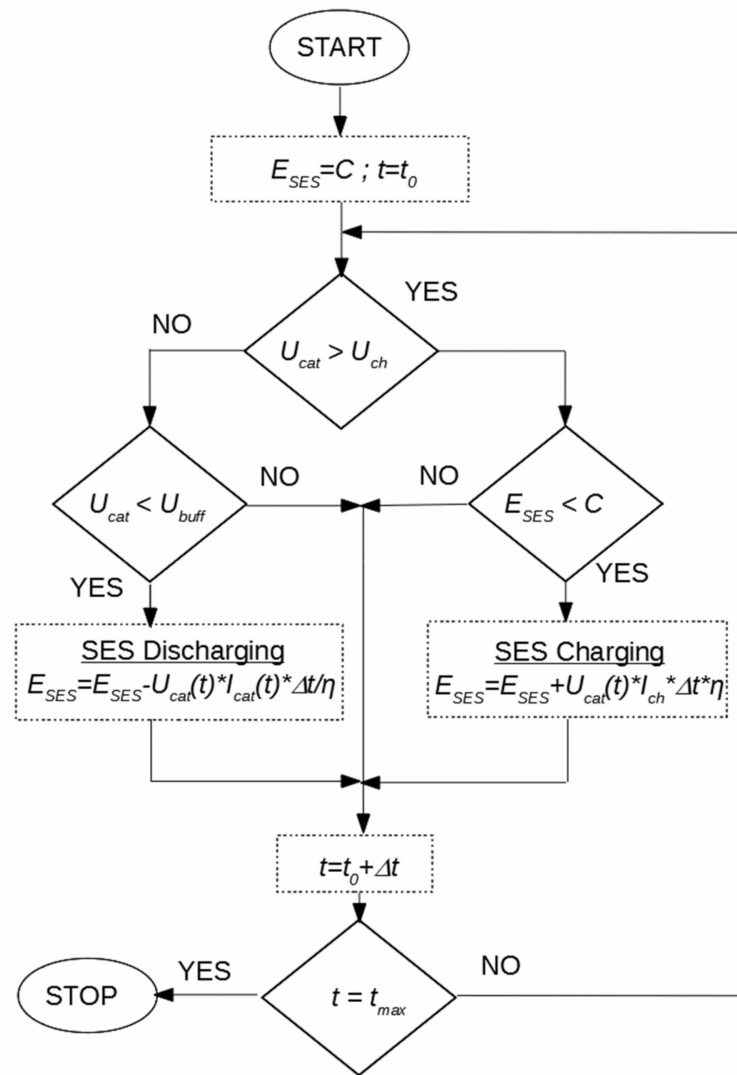 START
E_SES=C ; t=t_0
YES
NO
U_cat > U_ch
NO
NO
U_cat < U_buff
E_SES < C
YES
YES
SES Discharging
E_SES=E_SES-U_cat(t)*I_cat(t)*Δt/η
SES Charging
E_SES=E_SES+U_cat(t)*I_ch*Δt*η
t=t_0+Δt
YES
NO
STOP
t = t_max